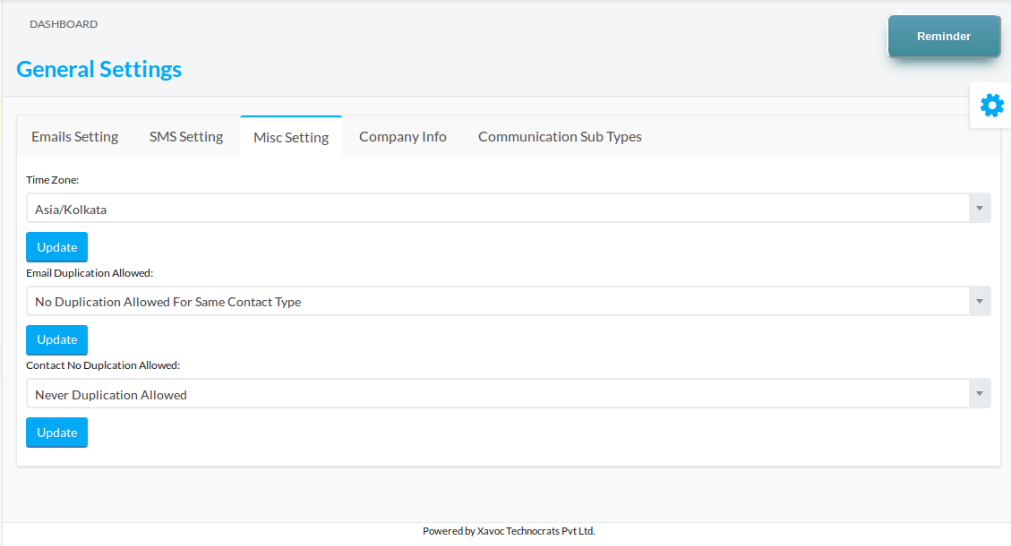 DASHBOARD
Reminder
General Settings
Emails Setting SMS Setting Misc Setting Company Info Communication Sub Types
Time Zone:
Asia/Kolkata
Update
Email Duplication Allowed:
No Duplication Allowed For Same Contact Type
Update
Contact No Duplcation Allowed:
Never Duplication Allowed
Update
Powered by Xavoc Technocrats Pvt Ltd.